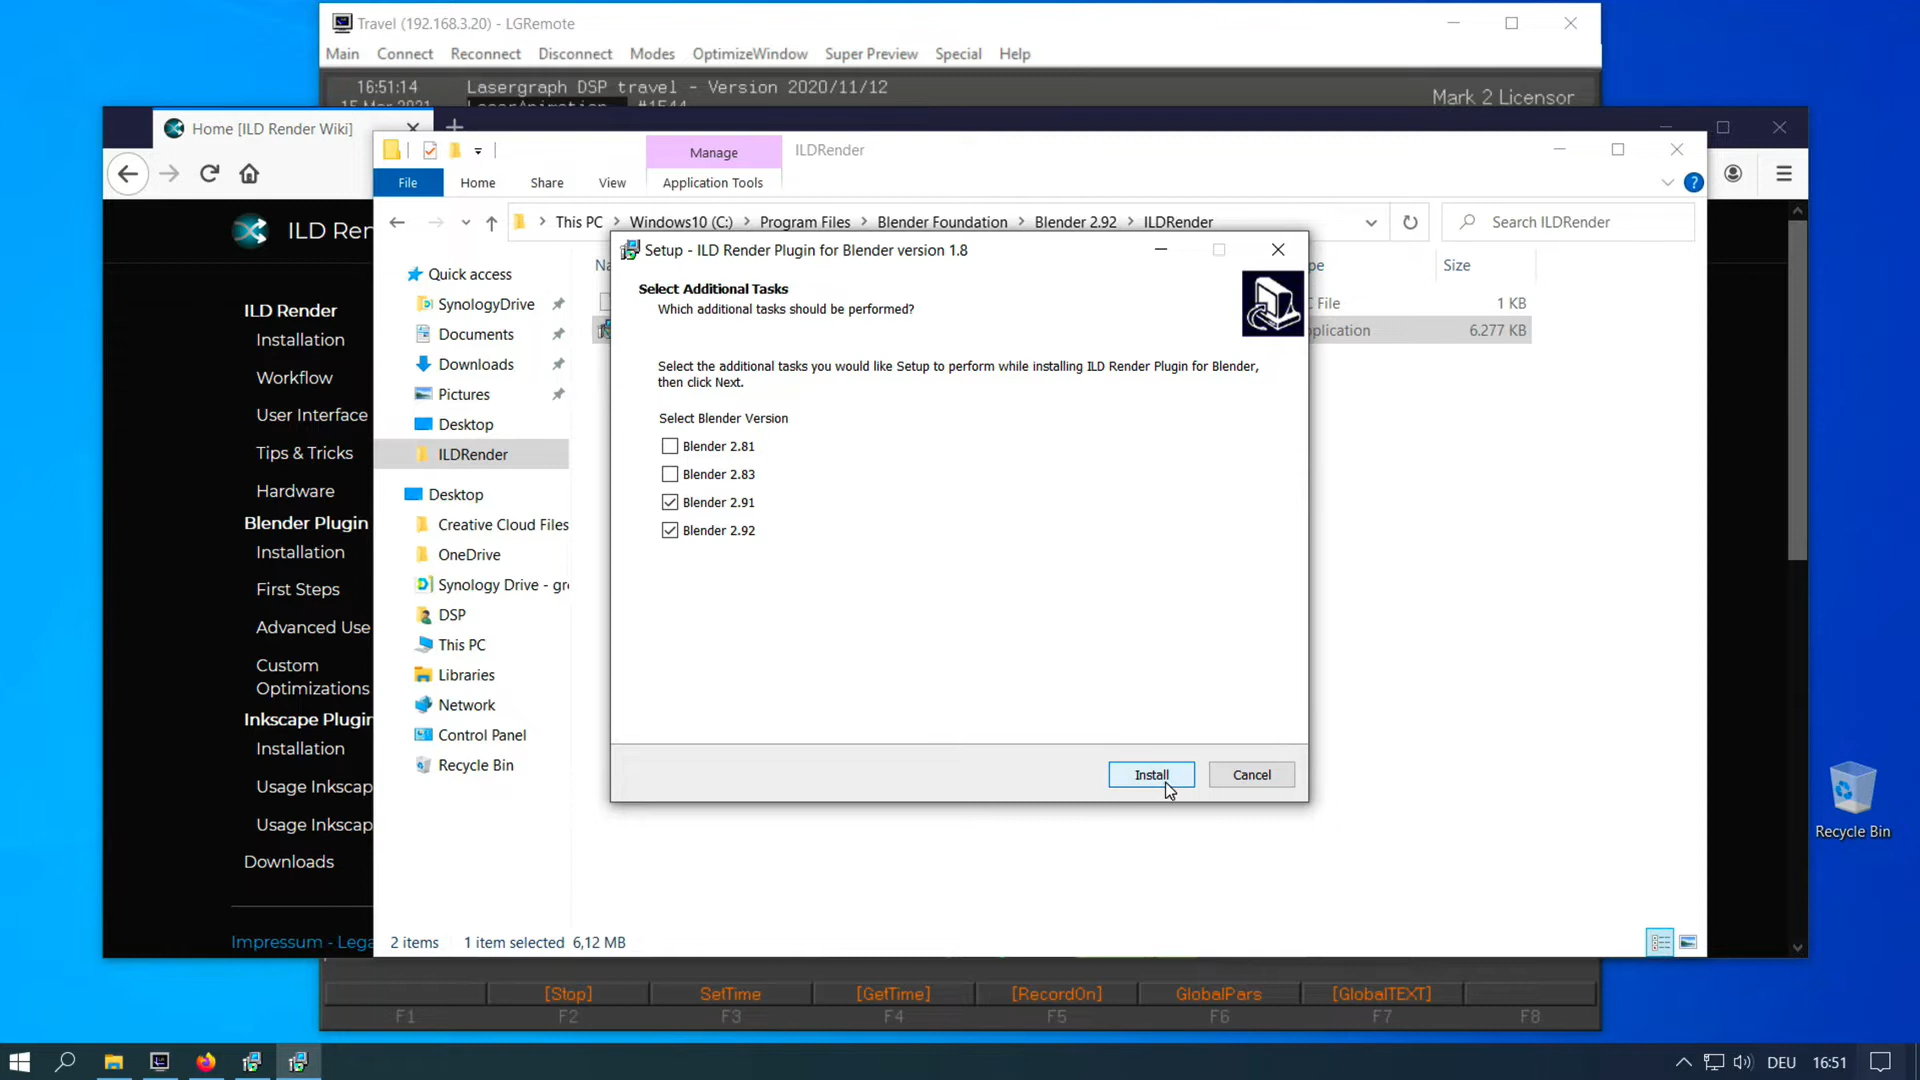 Travel (192.168.3.20) - LGRemote
Main Connect Reconnect Disconnect Modes OptimizeWindow Super Preview Special Help
16:51:14 Lasergraph DSP travel - Version 2020/11/12
Mark 2 Licensor
Home [ILD Render Wiki]
Manage ILDRender
File Home Share View Application Tools
This PC Windows10 (C:) Program Files Blender Foundation Blender 2.92 ILDRender
Search ILDRender
ILD Ren
ILD Render
Installation
Workflow
User Interface
Tips & Tricks
Hardware
Blender Plugin
Installation
First Steps
Advanced Use
Custom
Optimizations
Inkscape Plugin
Installation
Usage Inkscap
Usage Inkscap
Downloads
Impressum - Lega
Quick access
SynologyDrive
Documents
Downloads
Pictures
Desktop
ILDRender
Desktop
Creative Cloud Files
OneDrive
Synology Drive - gr
DSP
This PC
Libraries
Network
Control Panel
Recycle Bin
Na
pe Size
C File 1 KB
plication 6.277 KB
Setup - ILD Render Plugin for Blender version 1.8
Select Additional Tasks
Which additional tasks should be performed?
Select the additional tasks you would like Setup to perform while installing ILD Render Plugin for Blender,
then click Next.
Select Blender Version
Blender 2.81
Blender 2.83
Blender 2.91
Blender 2.92
Install Cancel
2 items 1 item selected 6,12 MB
Recycle Bin
[Stop] SetTime [GetTime] [RecordOn] GlobalPars [GlobalTEXT]
F1 F2 F3 F4 F5 F6 F7 F8
DEU 16:51